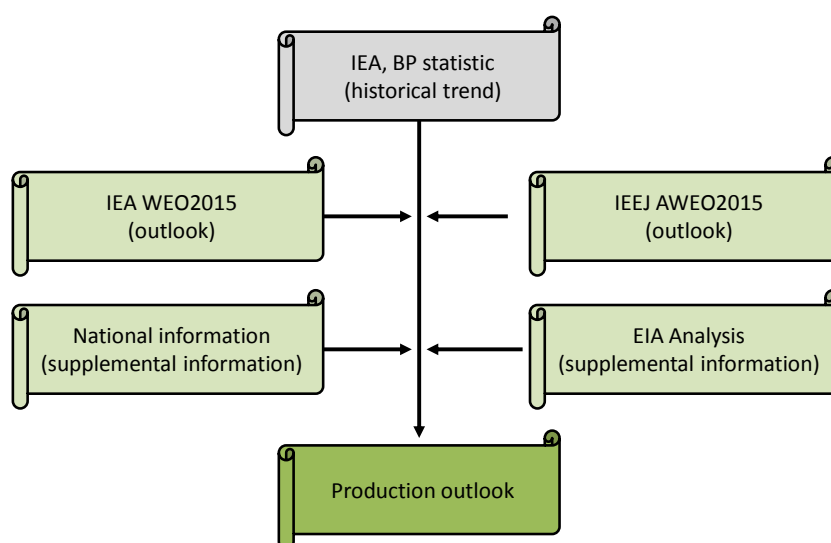 IEA, BP statistic
(historical trend)
IEA WEO2015
(outlook)
IEEJ AWEO2015
(outlook)
National information
(supplemental information)
EIA Analysis
(supplemental information)
Production outlook